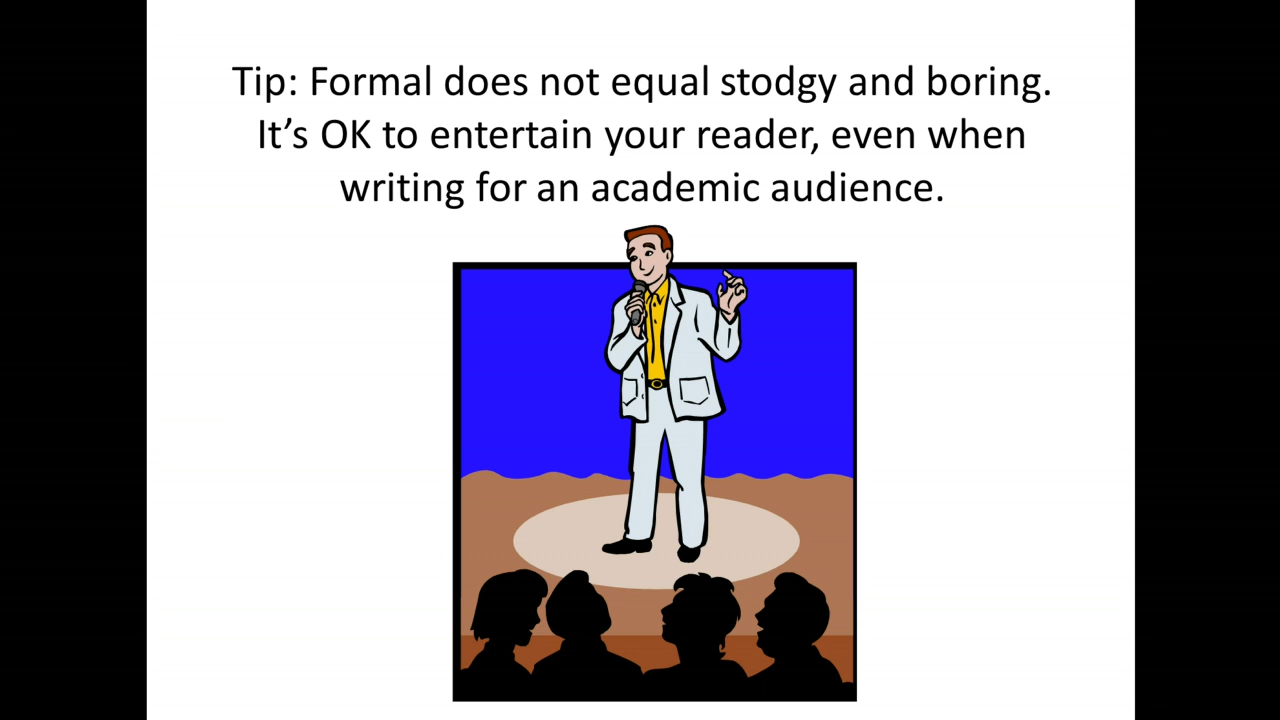 Tip: Formal does not equal stodgy and boring.
It’s OK to entertain your reader, even when
writing for an academic audience.